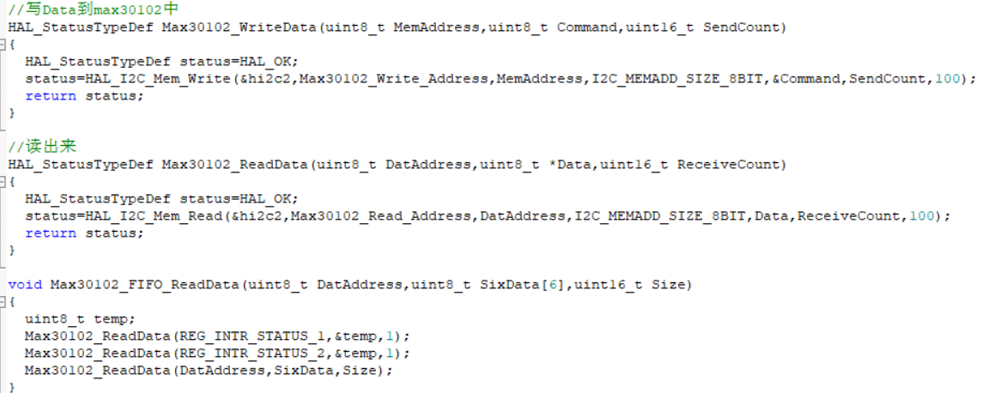 //写Data到max30102中
HAL_StatusTypeDef Max30102_WriteData(uint8_t MemAddress,uint8_t Command,uint16_t SendCount)
{
  HAL_StatusTypeDef status=HAL_OK;
  status=HAL_I2C_Mem_Write(&hi2c2,Max30102_Write_Address,MemAddress,I2C_MEMADD_SIZE_8BIT,&Command,SendCount,100);
  return status;
}
//读出来
HAL_StatusTypeDef Max30102_ReadData(uint8_t DatAddress,uint8_t *Data,uint16_t ReceiveCount)
{
  HAL_StatusTypeDef status=HAL_OK;
  status=HAL_I2C_Mem_Read(&hi2c2,Max30102_Read_Address,DatAddress,I2C_MEMADD_SIZE_8BIT,Data,ReceiveCount,100);
  return status;
}
void Max30102_FIFO_ReadData(uint8_t DatAddress,uint8_t SixData[6],uint16_t Size)
{
  uint8_t temp;
  Max30102_ReadData(REG_INTR_STATUS_1,&temp,1);
  Max30102_ReadData(REG_INTR_STATUS_2,&temp,1);
  Max30102_ReadData(DatAddress,SixData,Size);
}